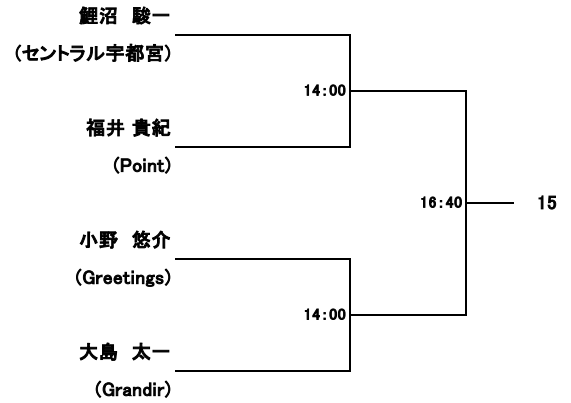 鯉沼 駿一
(セントラル宇都宮)
14:00
福井 貴紀
(Point)
16:40
15
小野 悠介
(Greetings)
14:00
大島 太一
(Grandir)